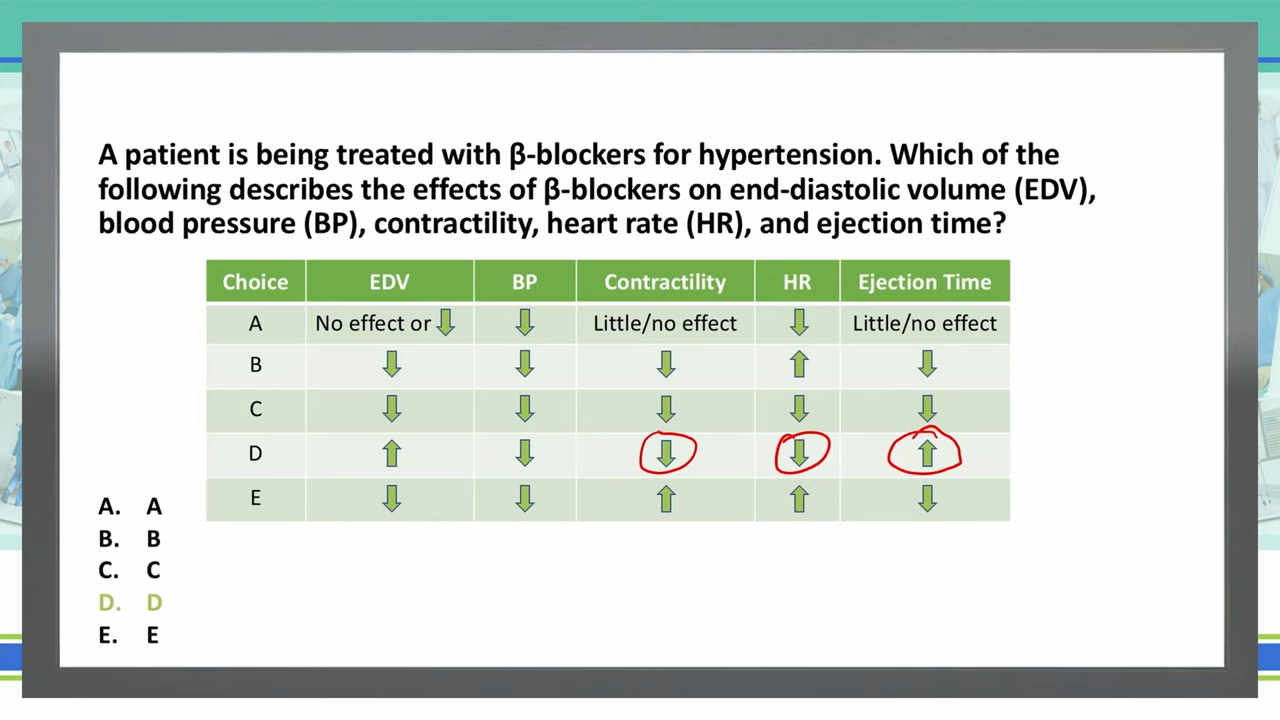 A patient is being treated with β-blockers for hypertension. Which of the
following describes the effects of β-blockers on end-diastolic volume (EDV),
blood pressure (BP), contractility, heart rate (HR), and ejection time?
Choice EDV BP Contractility HR Ejection Time
A No effect or ⇩ ⇩ Little/no effect ⇩ Little/no effect
B ⇩ ⇩ ⇩ ⇧ ⇩
C ⇩ ⇩ ⇩ ⇩ ⇩
D ⇧ ⇩ ⇩ ⇩ ⇧
E ⇩ ⇩ ⇧ ⇧ ⇩
A. A
B. B
C. C
D. D
E. E